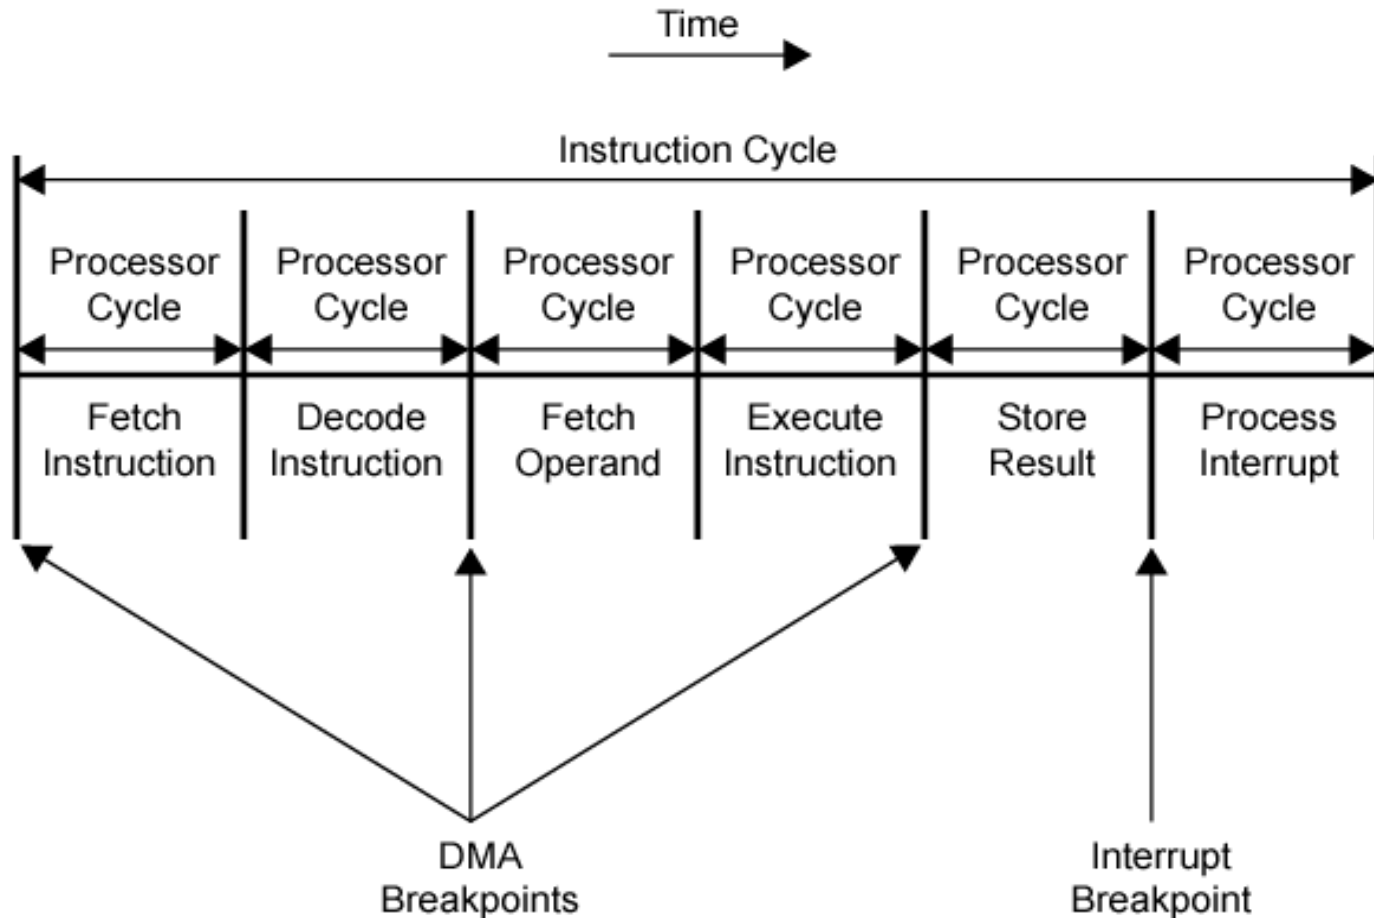 Time
Instruction Cycle
Processor Cycle
Processor Cycle
Processor Cycle
Processor Cycle
Processor Cycle
Processor Cycle
Fetch
Instruction
Decode
Instruction
Fetch
Operand
Execute
Instruction
Store
Result
Process
Interrupt
DMA
Breakpoints
Interrupt
Breakpoint